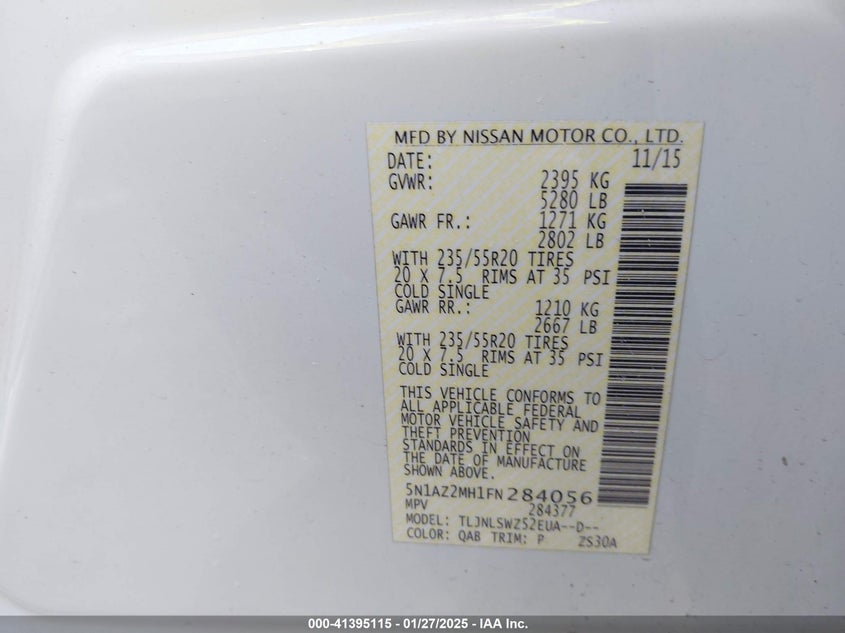 MFD BY NISSAN MOTOR CO., LTD.
DATE: 11/15
GVWR: 2395 KG
5280 LB
GAWR FR.: 1271 KG
2802 LB
WITH 235/55R20 TIRES
20 X 7.5 RIMS AT 35 PSI
COLD SINGLE
GAWR RR.: 1210 KG
2667 LB
WITH 235/55R20 TIRES
20 X 7.5 RIMS AT 35 PSI
COLD SINGLE
THIS VEHICLE CONFORMS TO
ALL APPLICABLE FEDERAL
MOTOR VEHICLE SAFETY AND
THEFT PREVENTION
STANDARDS IN EFFECT ON
THE DATE OF MANUFACTURE
SHOWN ABOVE.
5N1AZ2MH1FN284056
MPV 284377
MODEL: TLJNLSWZ52EUA--D--
COLOR: QAB TRIM: P ZS30A
000-41395115 - 01/27/2025 - IAA Inc.